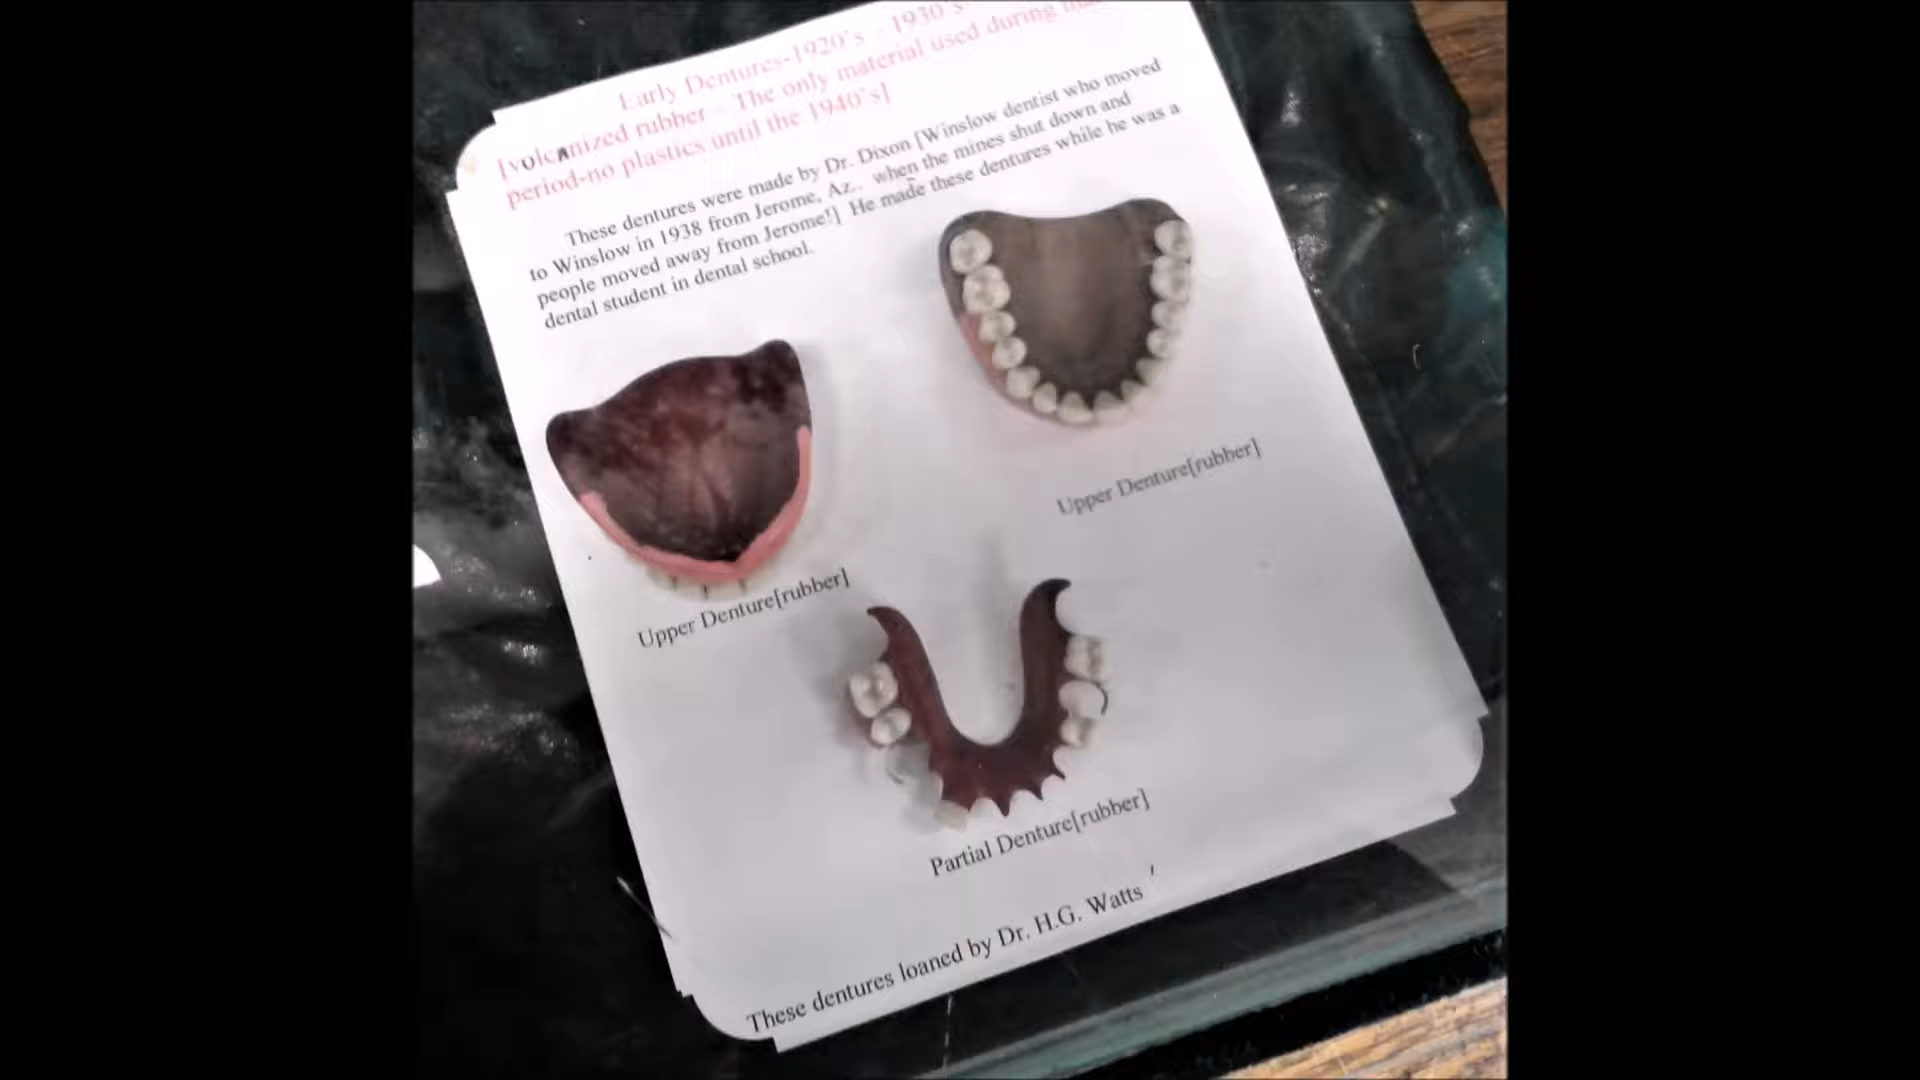 Early Dentures-1920's - 1930's
[volcanized rubber - The only material used during that
period-no plastics until the 1940's]
These dentures were made by Dr. Dixon [Winslow dentist who moved
to Winslow in 1938 from Jerome, Az.. when the mines shut down and
people moved away from Jerome!] He made these dentures while he was a
dental student in dental school.
Upper Denture[rubber]
Upper Denture[rubber]
Partial Denture[rubber]
These dentures loaned by Dr. H.G. Watts